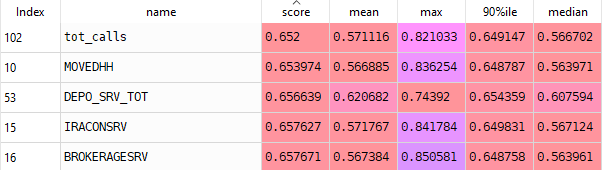 Index name score mean max 90%ile median
102 tot_calls 0.652 0.571116 0.821033 0.649147 0.566702
10 MOVEDHH 0.653974 0.566885 0.836254 0.648787 0.563971
53 DEPO_SRV_TOT 0.656639 0.620682 0.74392 0.654359 0.607594
15 IRACONSRV 0.657627 0.571767 0.841784 0.649831 0.567124
16 BROKERAGESRV 0.657671 0.567384 0.850581 0.648758 0.563961